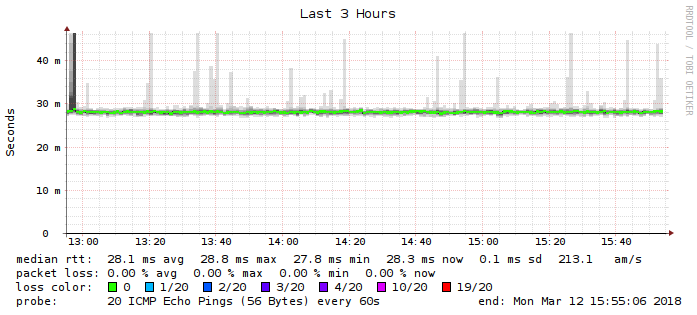 Last 3 Hours
RRDTOOL / TOBI OETIKER
Seconds
40 m
30 m
20 m
10 m
0
13:00 13:20 13:40 14:00 14:20 14:40 15:00 15:20 15:40
median rtt: 28.1 ms avg 28.8 ms max 27.8 ms min 28.3 ms now 0.1 ms sd 213.1 am/s
packet loss: 0.00 % avg 0.00 % max 0.00 % min 0.00 % now
loss color: 0 1/20 2/20 3/20 4/20 10/20 19/20
probe: 20 ICMP Echo Pings (56 Bytes) every 60s end: Mon Mar 12 15:55:06 2018